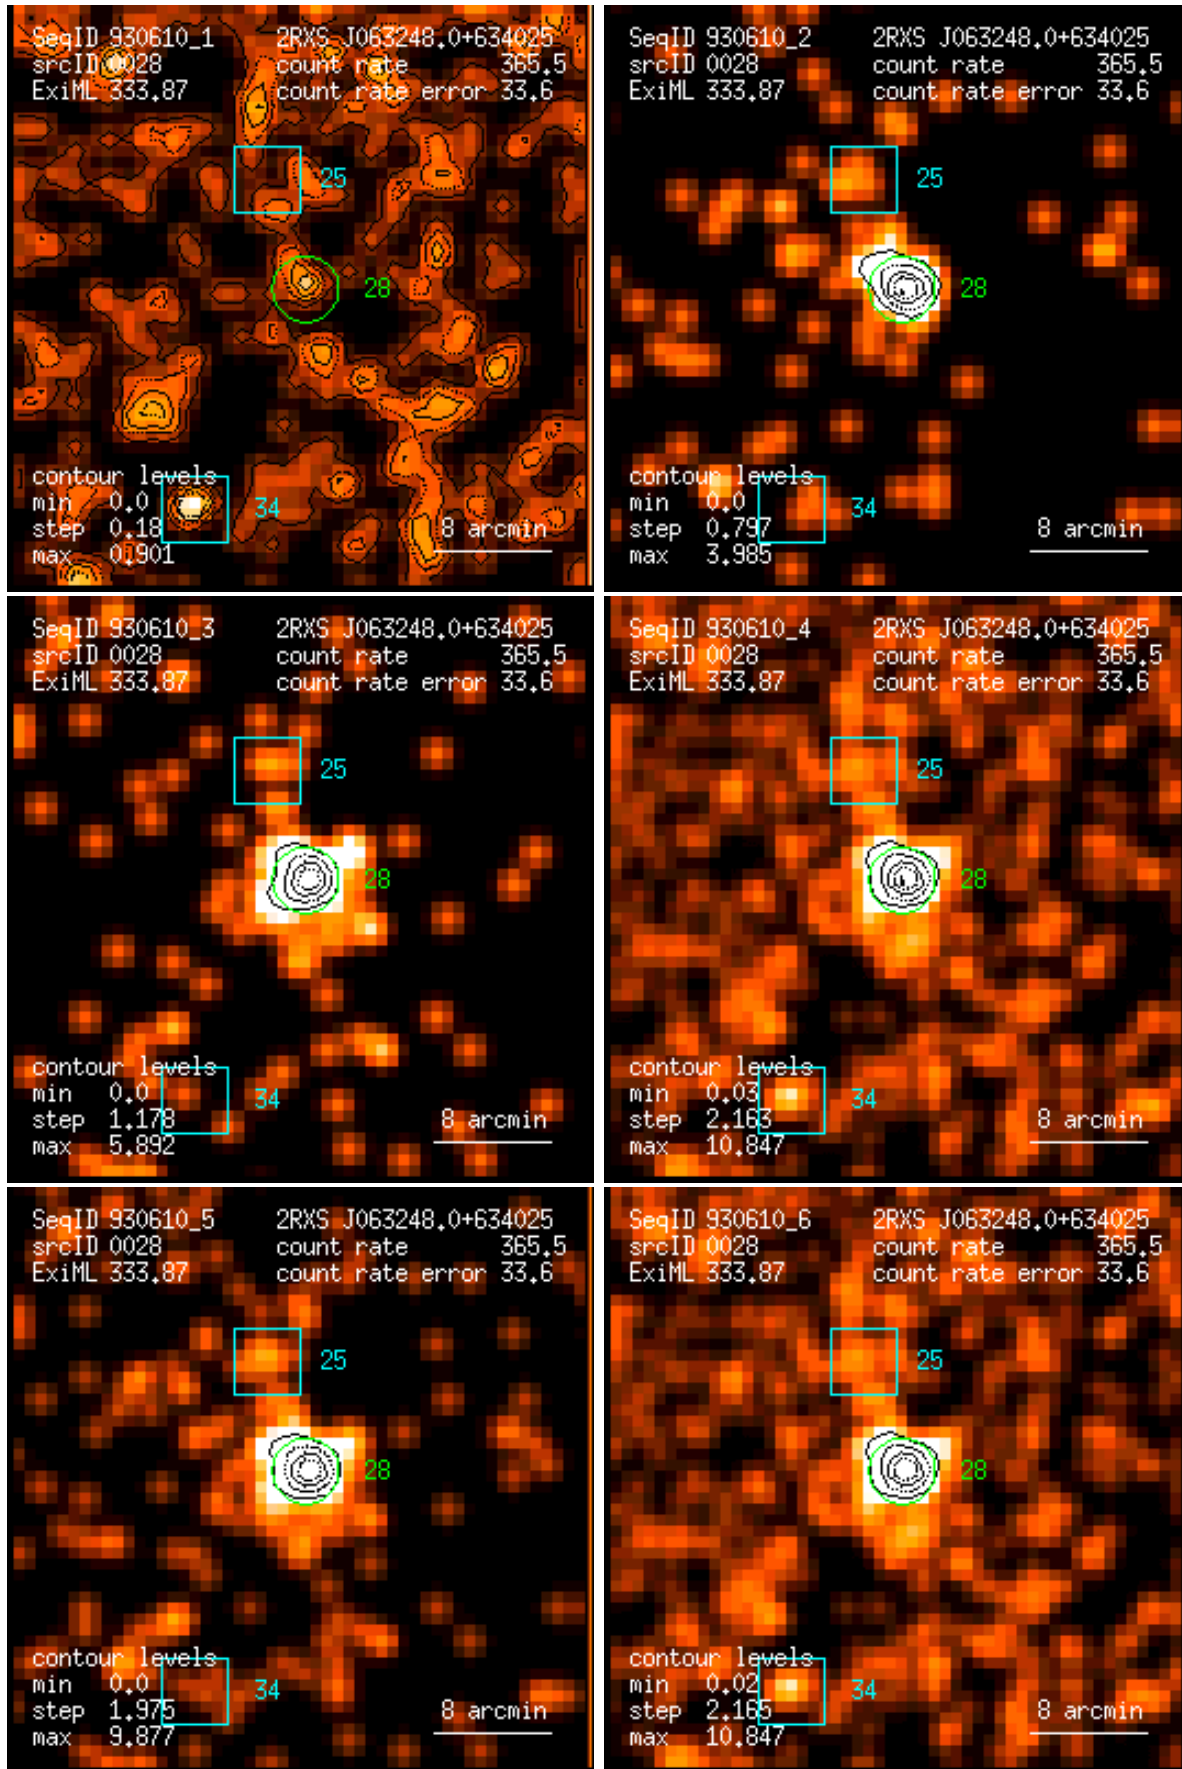 SeqID 930610_1 2RXS J063248.0+634025
srcID 0028 count rate 365.5
ExiML 333.87 count rate error 33.6
25
28
contour levels
min 0.0
34
step 0.18
8 arcmin
max 0.901
SeqID 930610_2 2RXS J063248.0+634025
srcID 0028 count rate 365.5
ExiML 333.87 count rate error 33.6
25
28
contour levels
min 0.0
34
step 0.797
8 arcmin
max 3.985
SeqID 930610_3 2RXS J063248.0+634025
srcID 0028 count rate 365.5
ExiML 333.87 count rate error 33.6
25
28
contour levels
min 0.0
34
step 1.178
8 arcmin
max 5.892
SeqID 930610_4 2RXS J063248.0+634025
srcID 0028 count rate 365.5
ExiML 333.87 count rate error 33.6
25
28
contour levels
min 0.03
34
step 2.163
8 arcmin
max 10.847
SeqID 930610_5 2RXS J063248.0+634025
srcID 0028 count rate 365.5
ExiML 333.87 count rate error 33.6
25
28
contour levels
min 0.0
34
step 1.975
8 arcmin
max 9.877
SeqID 930610_6 2RXS J063248.0+634025
srcID 0028 count rate 365.5
ExiML 333.87 count rate error 33.6
25
28
contour levels
min 0.02
34
step 2.165
8 arcmin
max 10.847